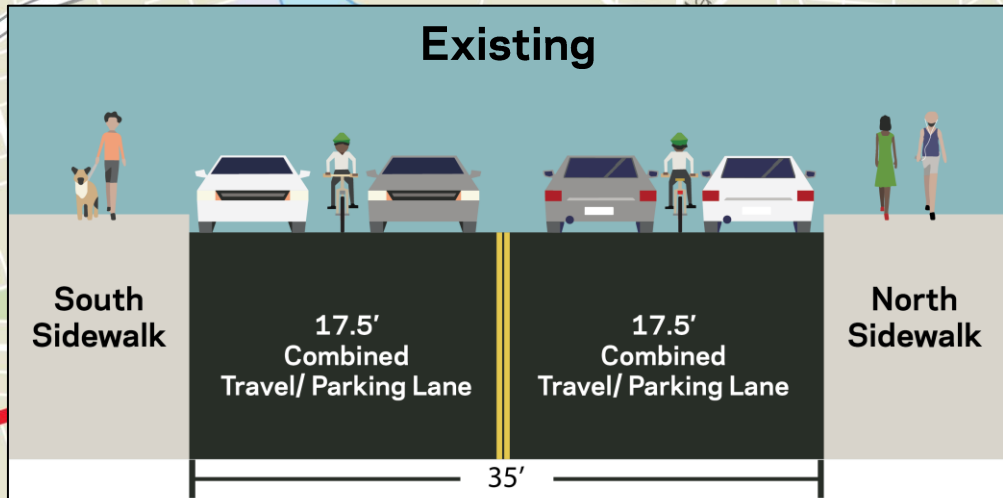 Existing
South
Sidewalk
17.5′
Combined
Travel/ Parking Lane
17.5′
Combined
Travel/ Parking Lane
North
Sidewalk
35′